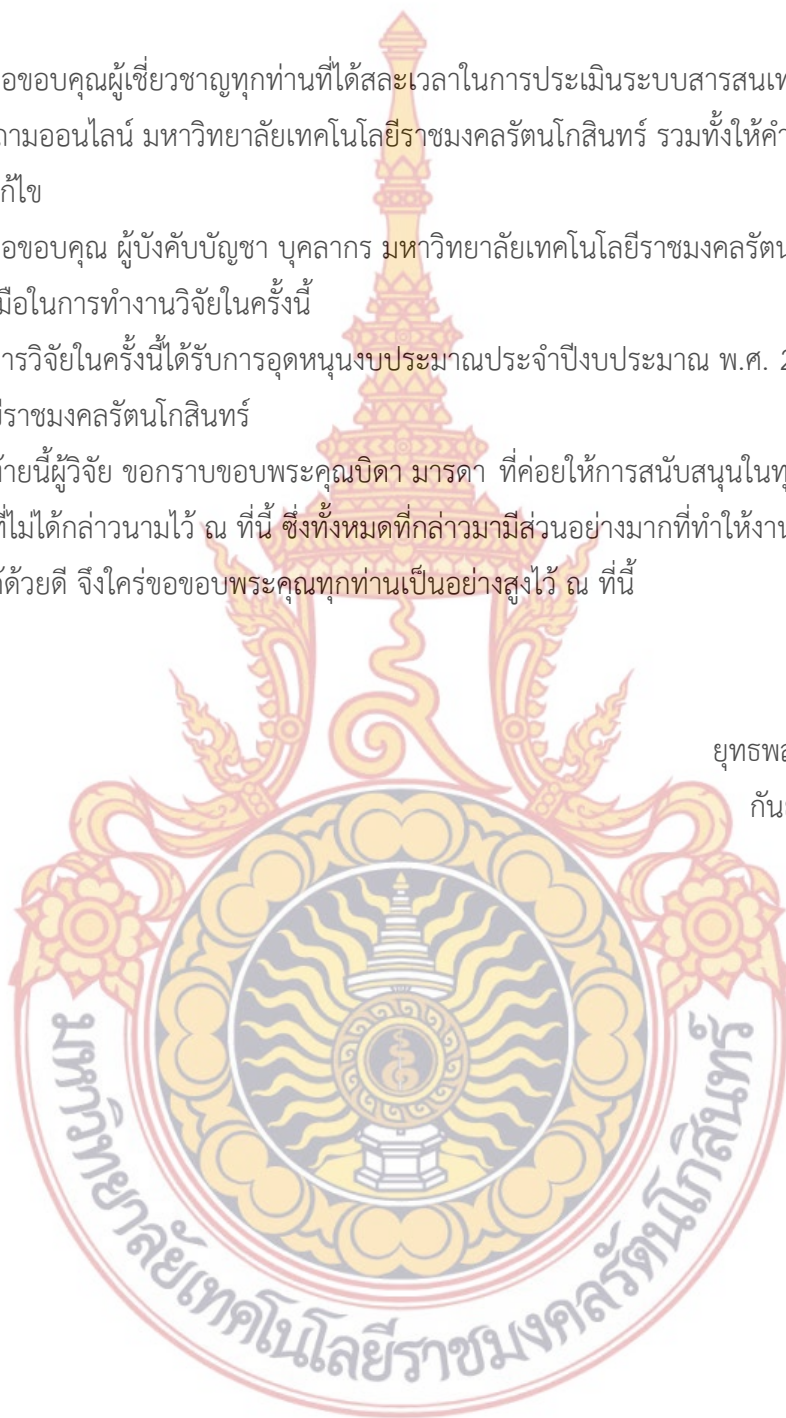 อขอบคุณผู้เชี่ยวชาญทุกท่านที่ได้สละเวลาในการประเมินระบบสารสนเท
ถามออนไลน์ มหาวิทยาลัยเทคโนโลยีราชมงคลรัตนโกสินทร์ รวมทั้งให้คำ
ก้ไข
อขอบคุณ ผู้บังคับบัญชา บุคลากร มหาวิทยาลัยเทคโนโลยีราชมงคลรัตน
มือในการทำงานวิจัยในครั้งนี้
ารวิจัยในครั้งนี้ได้รับการอุดหนุนงบประมาณประจำปีงบประมาณ พ.ศ. 2
ยีราชมงคลรัตนโกสินทร์
ท้ายนี้ผู้วิจัย ขอกราบขอบพระคุณบิดา มารดา ที่ค่อยให้การสนับสนุนในทุ
ที่ไม่ได้กล่าวนามไว้ ณ ที่นี้ ซึ่งทั้งหมดที่กล่าวมามีส่วนอย่างมากที่ทำให้งาน
ด้วยดี จึงใคร่ขอขอบพระคุณทุกท่านเป็นอย่างสูงไว้ ณ ที่นี้
ยุทธพล
กัน
มหาวิทยาลัยเทคโนโลยีราชมงคลรัตนโกสินทร์